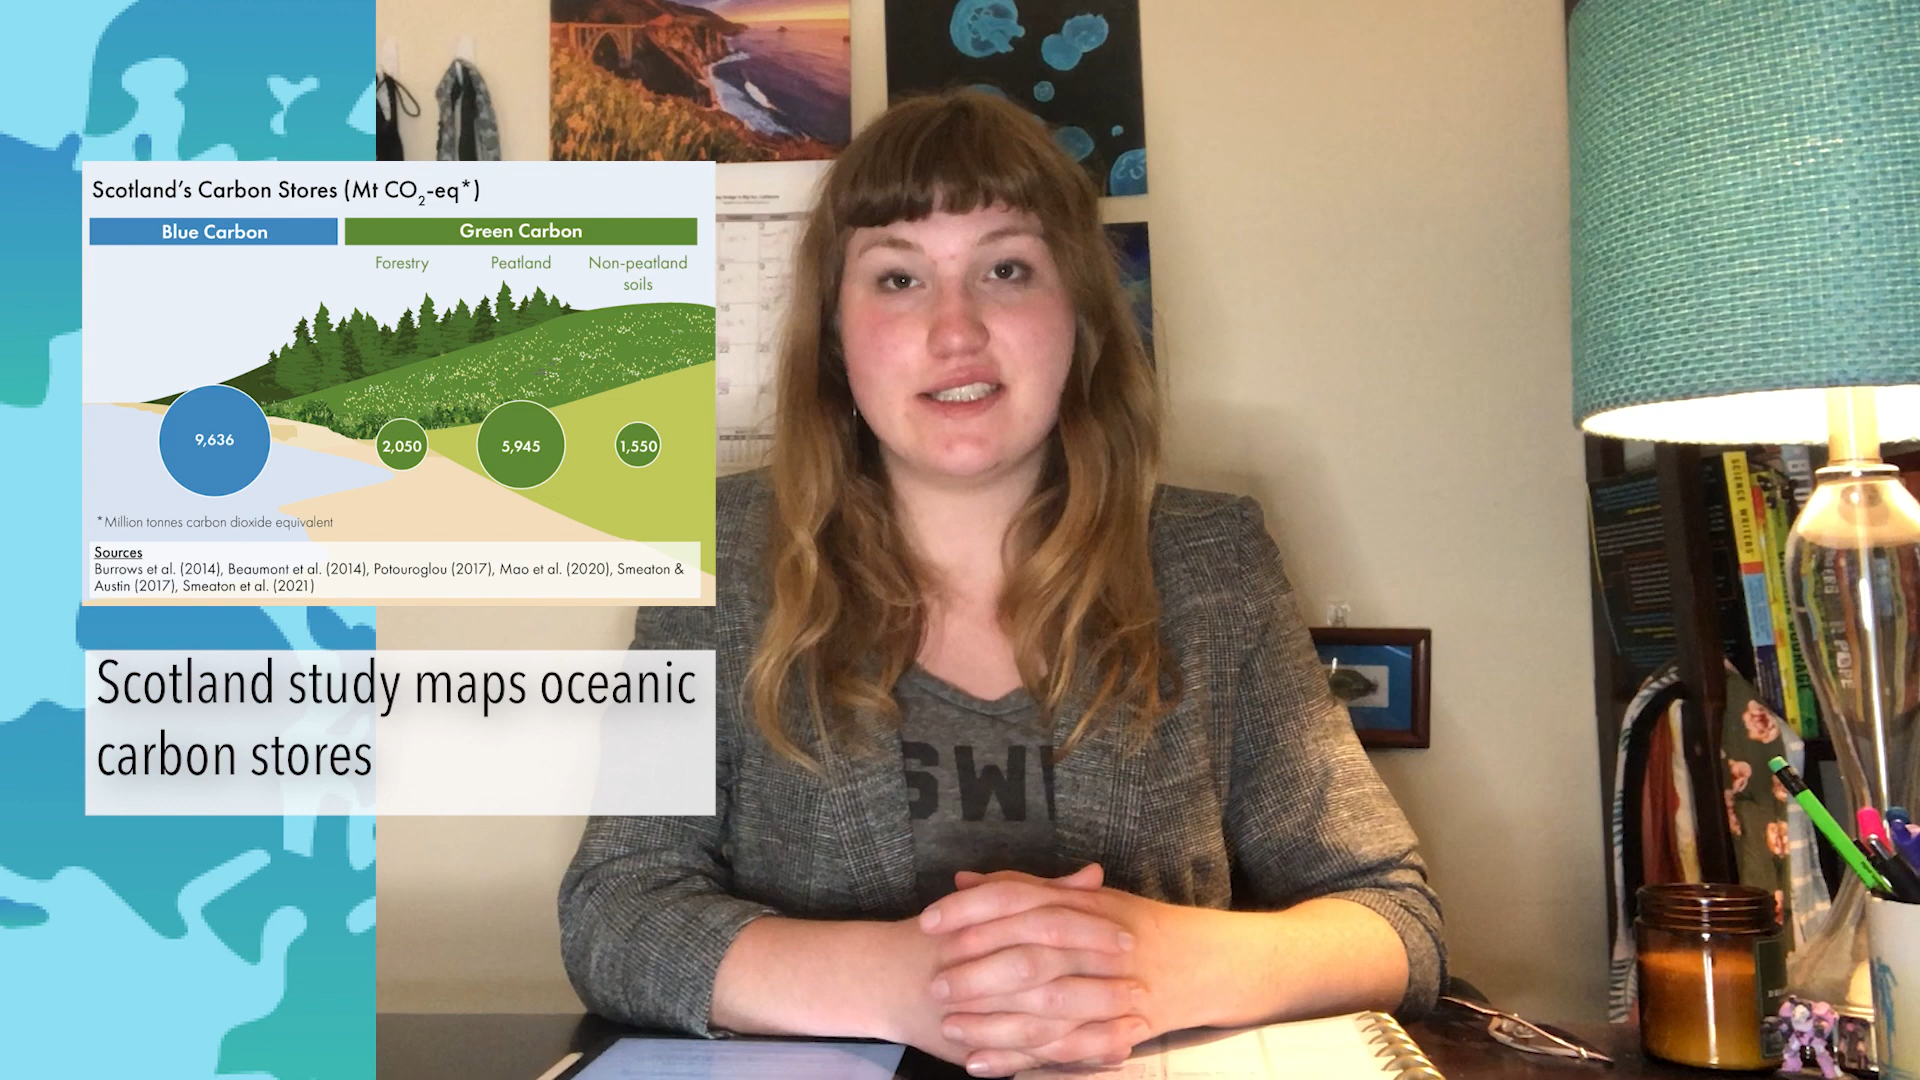 Scotland's Carbon Stores (Mt CO₂-eq*)
Blue Carbon
Green Carbon
Forestry
Peatland
Non-peatland
soils
9,636
2,050
5,945
1,550
*Million tonnes carbon dioxide equivalent
Sources
Burrows et al. (2014), Beaumont et al. (2014), Potouroglou (2017), Mao et al. (2020), Smeaton &
Austin (2017), Smeaton et al. (2021)
Scotland study maps oceanic
carbon stores
SCIENCE WRITERS